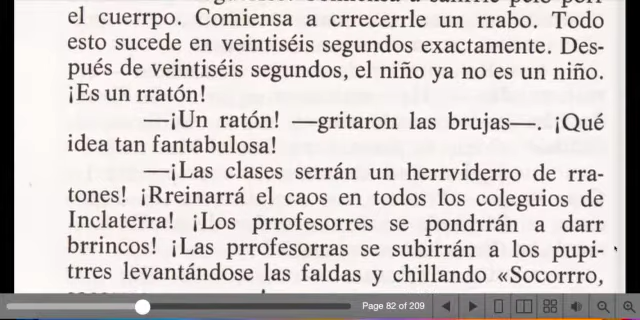 el cuerrpo. Comiensa a crrecerrle un rrabo. Todo
esto sucede en veintiséis segundos exactamente. Des-
pués de veintiséis segundos, el niño ya no es un niño.
¡Es un rratón!
—¡Un ratón! —gritaron las brujas—. ¡Qué
idea tan fantabulosa!
—¡Las clases serrán un herrviderro de rra-
tones! ¡Rreinarrá el caos en todos los coleguios de
Inclaterra! ¡Los prrofesorres se pondrrán a darr
brrincos! ¡Las prrofesorras se subirrán a los pupi-
trres levantándose las faldas y chillando «Socorrro,
Page 82 of 209